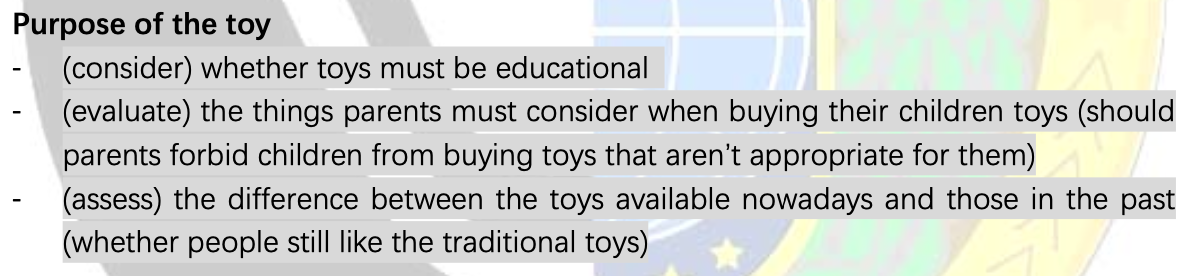 Purpose of the toy
- (consider) whether toys must be educational
- (evaluate) the things parents must consider when buying their children toys (should
parents forbid children from buying toys that aren’t appropriate for them)
- (assess) the difference between the toys available nowadays and those in the past
(whether people still like the traditional toys)